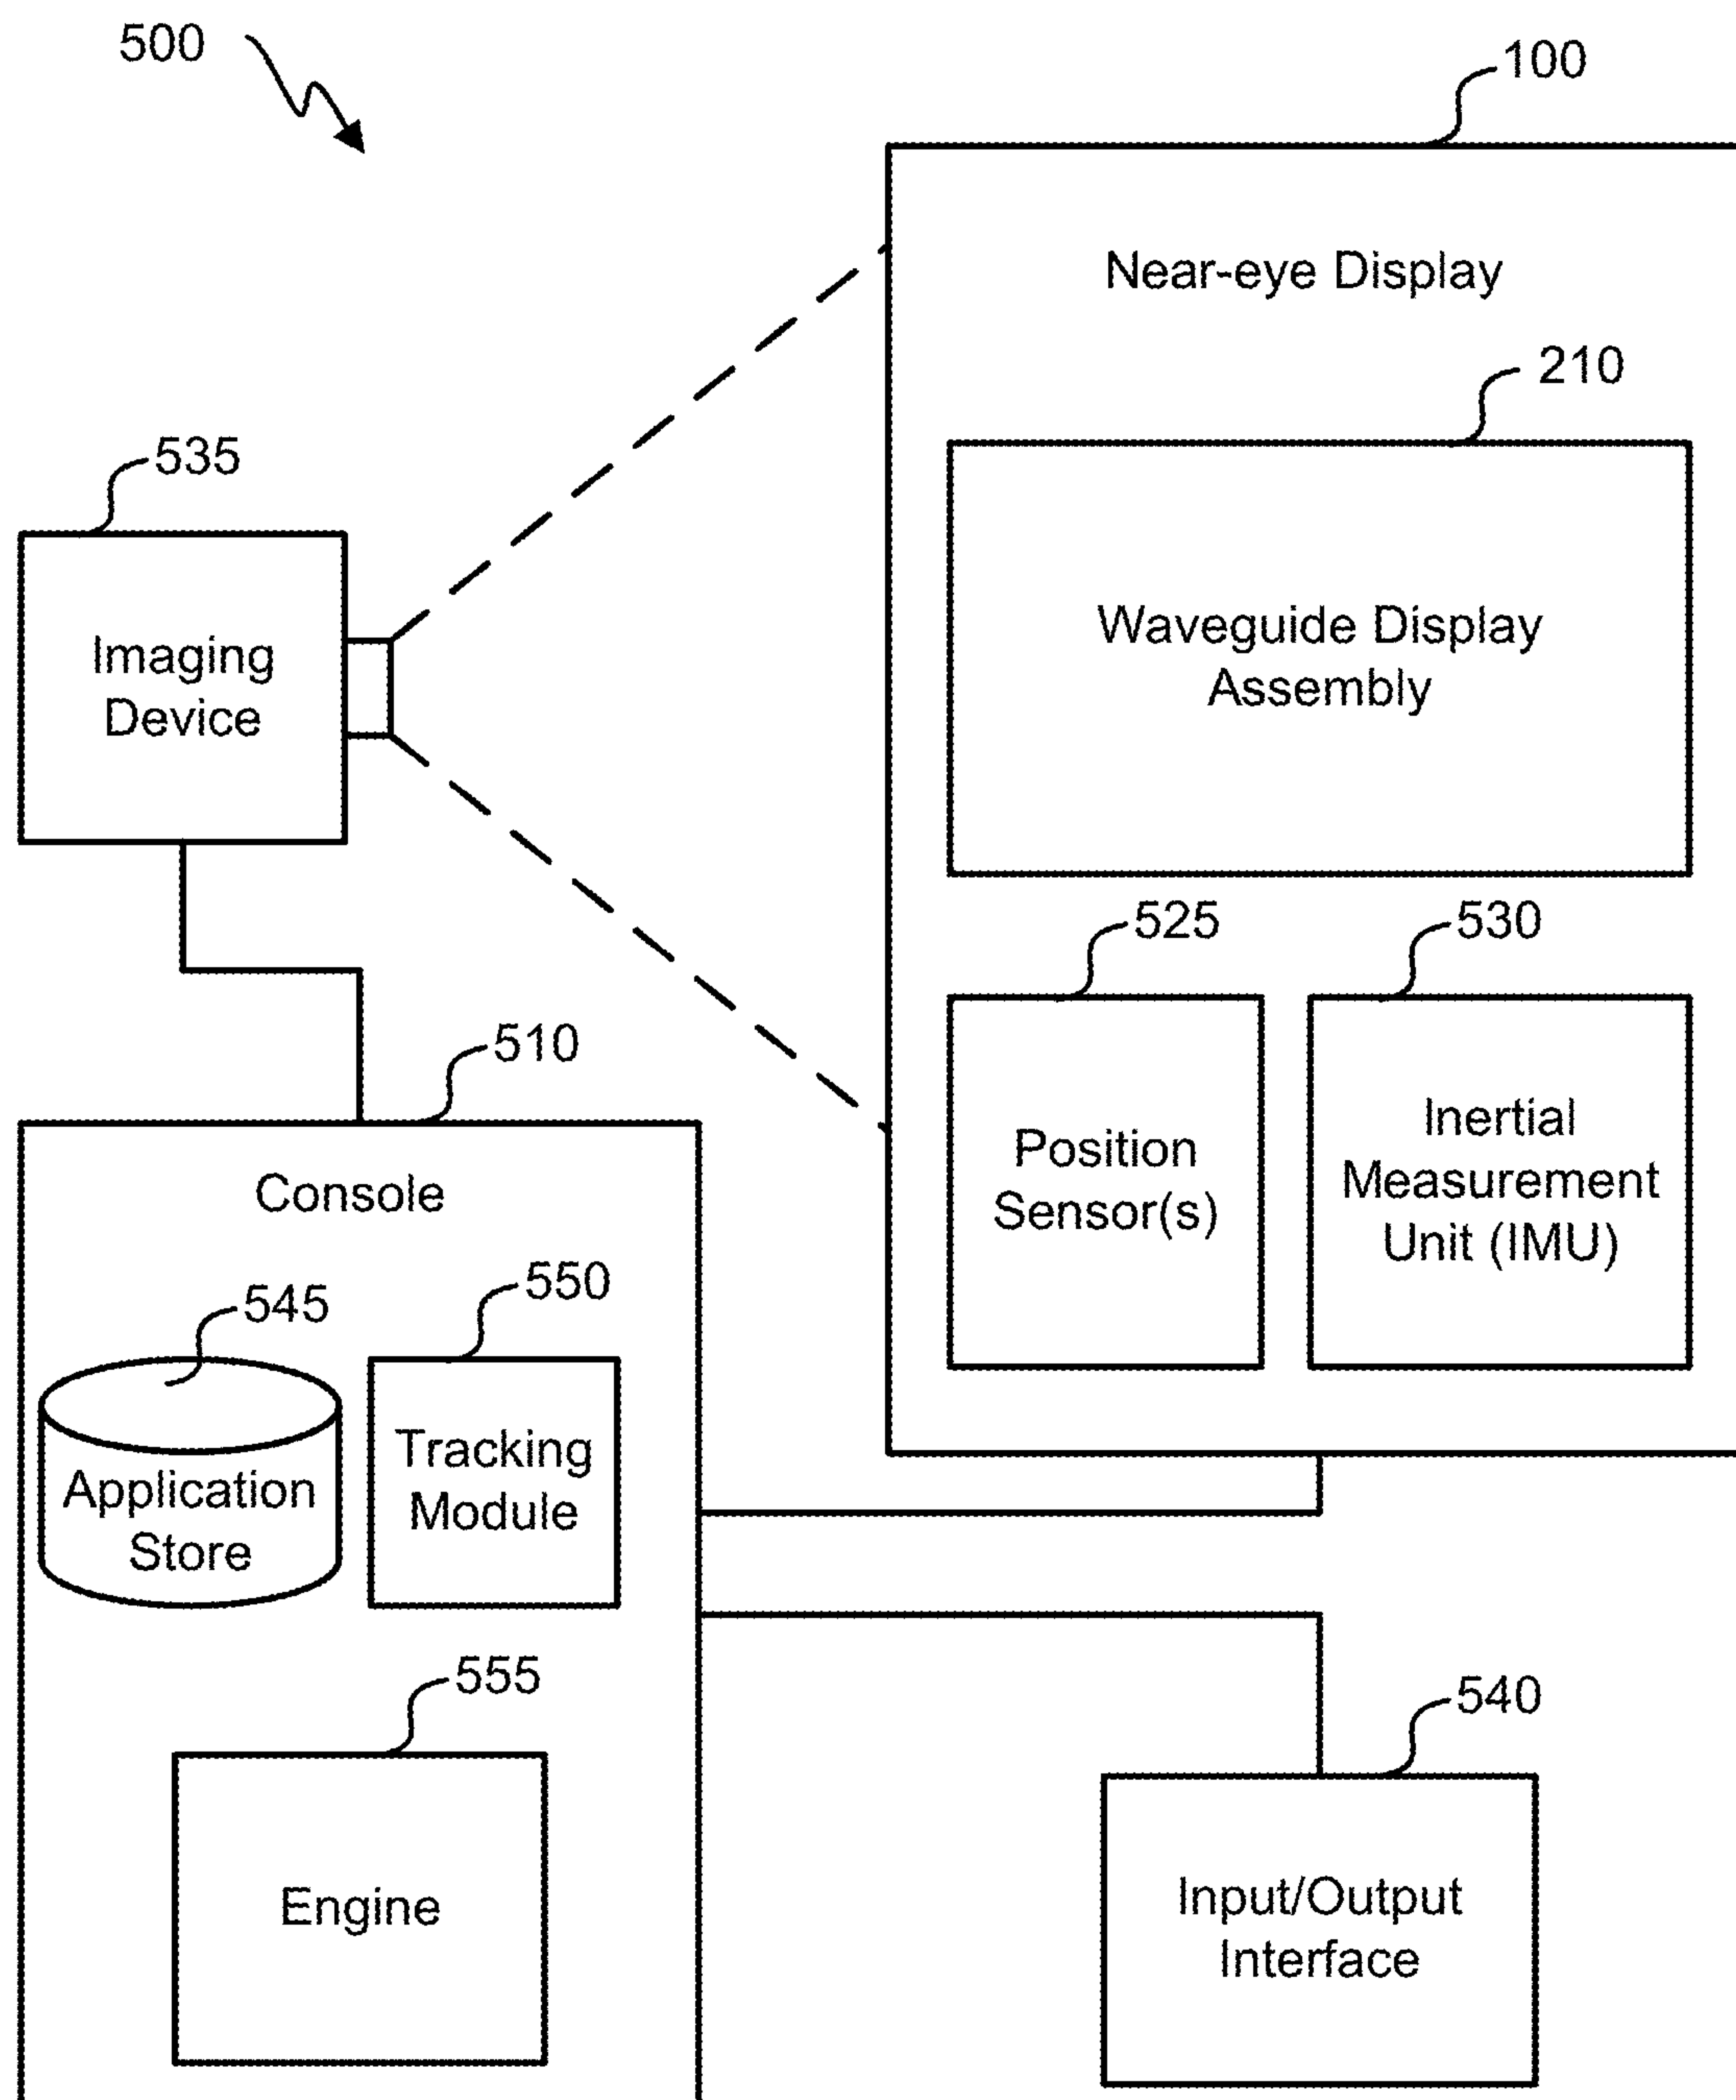 500
100
Near-eye Display
210
Waveguide Display
Assembly
535
Imaging
Device
525
530
Position
Sensor(s)
Inertial
Measurement
Unit (IMU)
510
Console
545
550
Application
Store
Tracking
Module
555
Engine
540
Input/Output
Interface